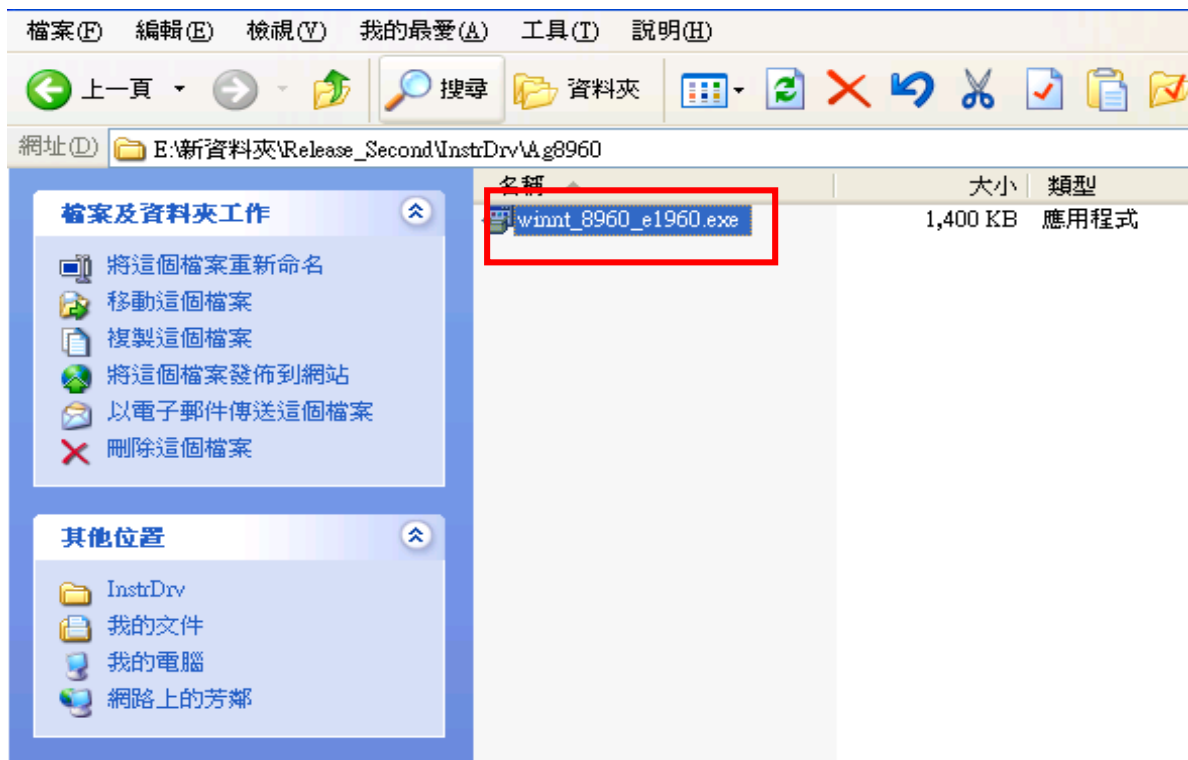 檔案(F) 編輯(E) 檢視(V) 我的最愛(A) 工具(T) 說明(H)
上一頁 搜尋 資料夾
網址(D) E:\新資料夾\Release_Second\InstrDrv\Ag8960
名稱 大小 類型
winnt_8960_e1960.exe 1,400 KB 應用程式
檔案及資料夾工作
將這個檔案重新命名
移動這個檔案
複製這個檔案
將這個檔案發佈到網站
以電子郵件傳送這個檔案
刪除這個檔案
其他位置
InstrDrv
我的文件
我的電腦
網路上的芳鄰